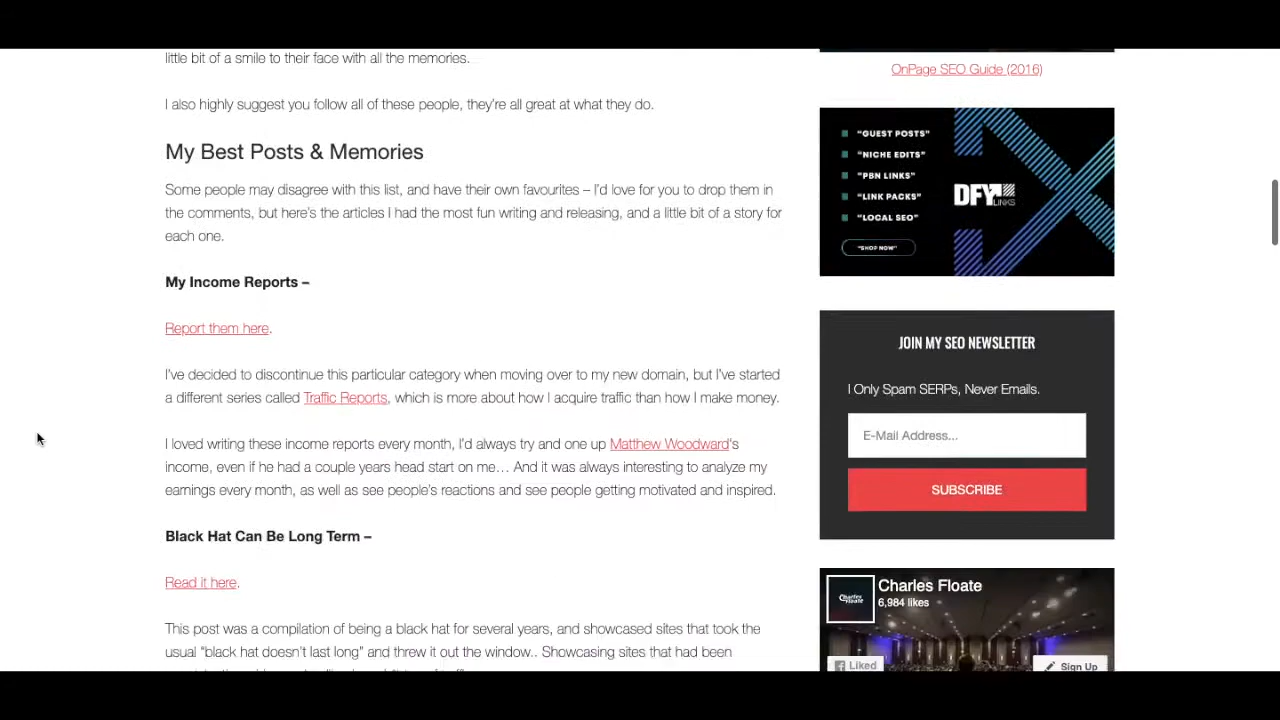 little bit of a smile to their face with all the memories.
I also highly suggest you follow all of these people, they're all great at what they do.
My Best Posts & Memories
Some people may disagree with this list, and have their own favourites – I'd love for you to drop them in
the comments, but here's the articles I had the most fun writing and releasing, and a little bit of a story for
each one.
My Income Reports –
Report them here.
I've decided to discontinue this particular category when moving over to my new domain, but I've started
a different series called Traffic Reports, which is more about how I acquire traffic than how I make money.
I loved writing these income reports every month, I'd always try and one up Matthew Woodward's
income, even if he had a couple years head start on me… And it was always interesting to analyze my
earnings every month, as well as see people's reactions and see people getting motivated and inspired.
Black Hat Can Be Long Term –
Read it here.
This post was a compilation of being a black hat for several years, and showcased sites that took the
usual “black hat doesn't last long” and threw it out the window.. Showcasing sites that had been
OnPage SEO Guide (2016)
"GUEST POSTS"
"NICHE EDITS"
"PBN LINKS"
"LINK PACKS"
"LOCAL SEO"
"SHOP NOW"
DFY LINKS
JOIN MY SEO NEWSLETTER
I Only Spam SERPs, Never Emails.
E-Mail Address...
SUBSCRIBE
Charles Floate
Charles Floate
6,984 likes
Liked
Sign Up